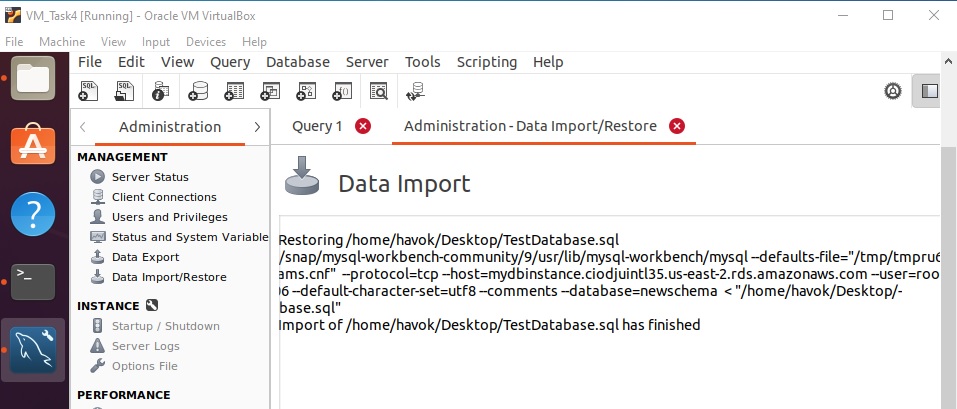 VM_Task4 [Running] - Oracle VM VirtualBox
File Machine View Input Devices Help
File Edit View Query Database Server Tools Scripting Help
Administration
Query 1
Administration - Data Import/Restore
MANAGEMENT
Server Status
Client Connections
Users and Privileges
Status and System Variable
Data Export
Data Import/Restore
INSTANCE
Startup / Shutdown
Server Logs
Options File
PERFORMANCE
Data Import
Restoring /home/havok/Desktop/TestDatabase.sql
/snap/mysql-workbench-community/9/usr/lib/mysql-workbench/mysql --defaults-file="/tmp/tmpru6
ams.cnf" --protocol=tcp --host=mydbinstance.ciodjuintl35.us-east-2.rds.amazonaws.com --user=roo
06 --default-character-set=utf8 --comments --database=newschema < "/home/havok/Desktop/-
base.sql"
Import of /home/havok/Desktop/TestDatabase.sql has finished